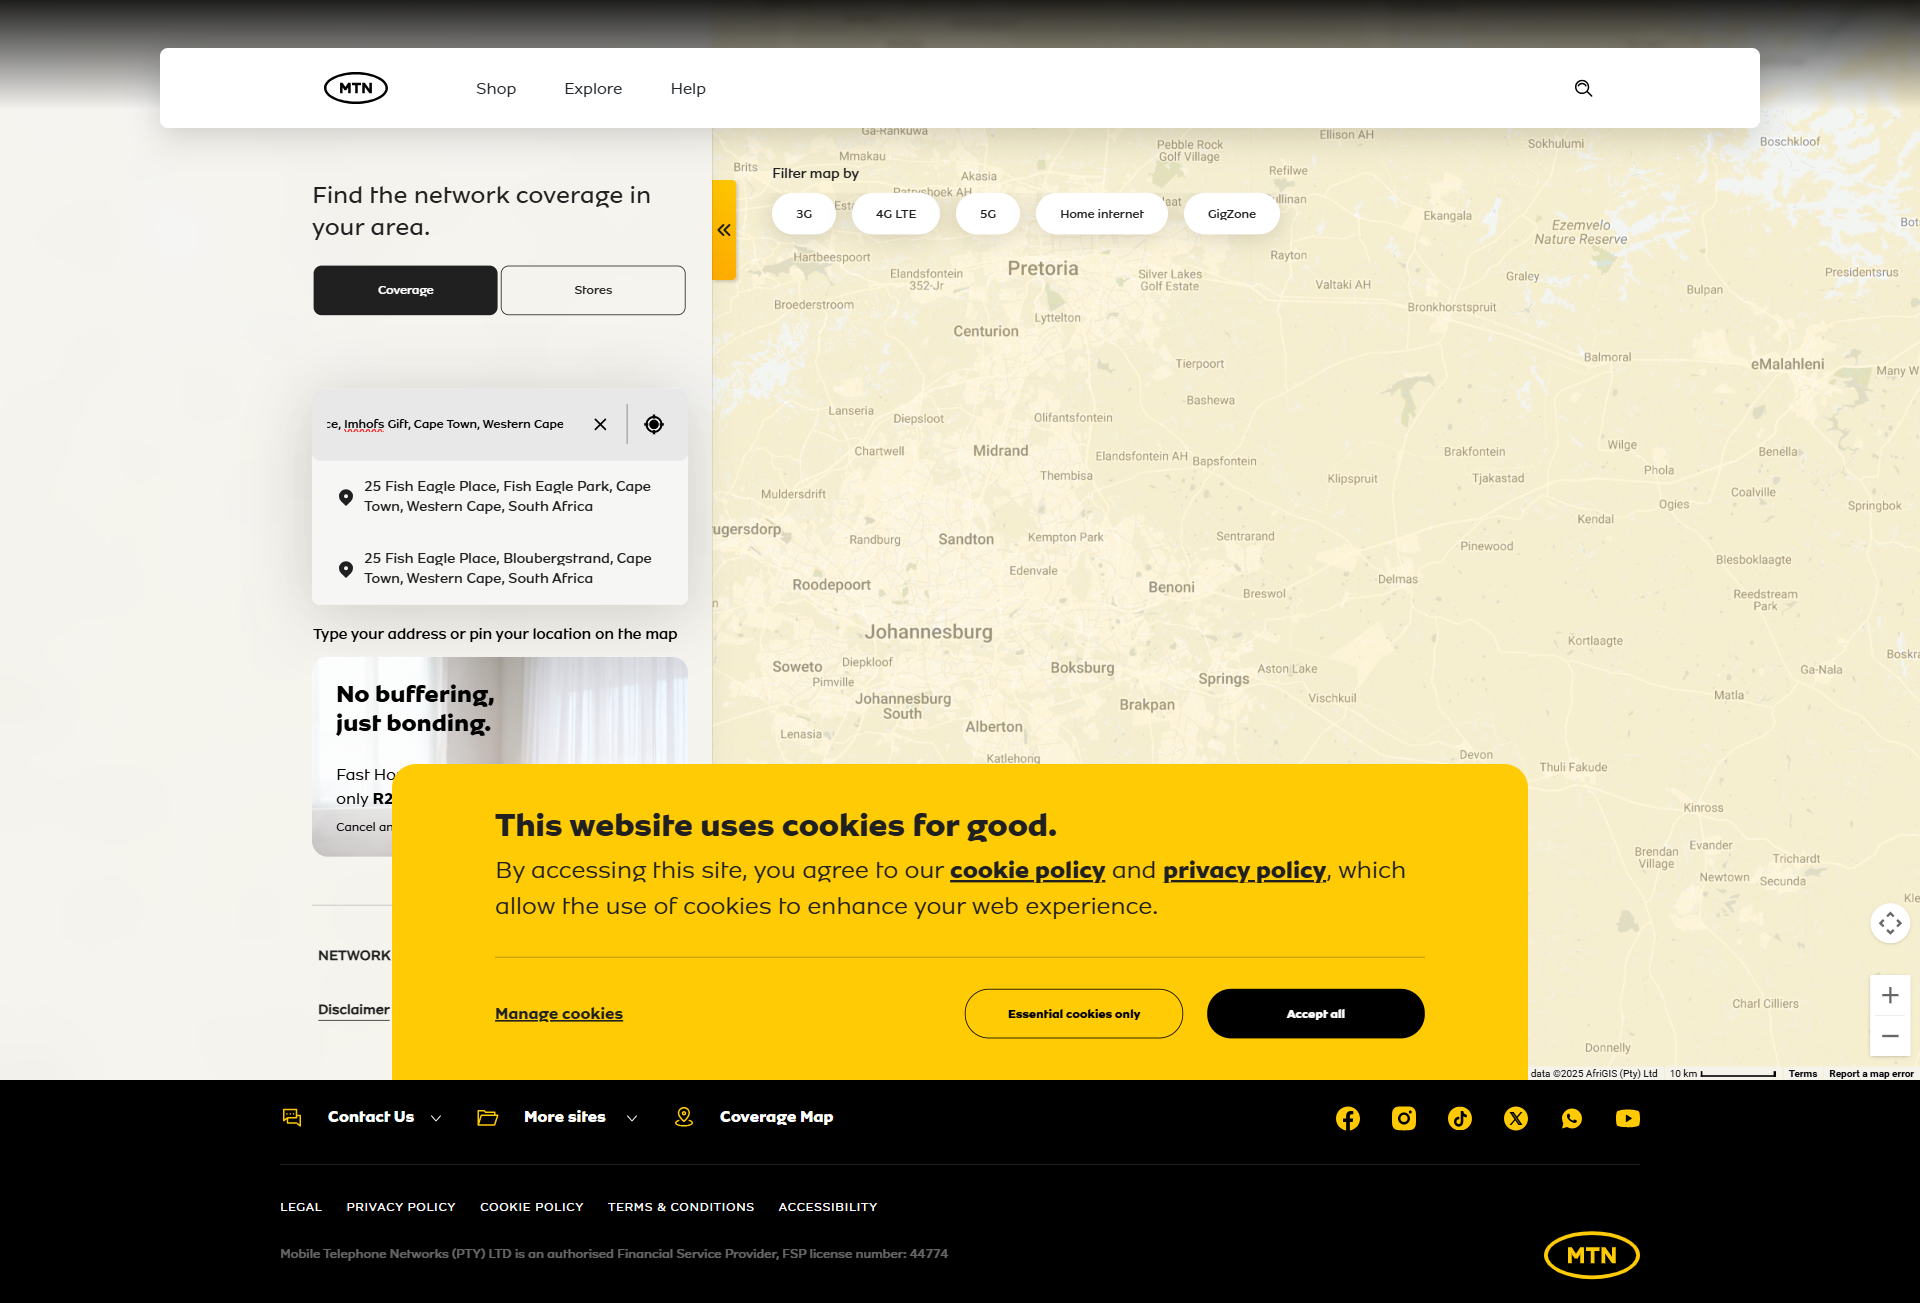 MTN
Shop
Explore
Help
Find the network coverage in
your area.
Coverage
Stores
ce, Imhofs Gift, Cape Town, Western Cape
25 Fish Eagle Place, Fish Eagle Park, Cape
Town, Western Cape, South Africa
25 Fish Eagle Place, Bloubergstrand, Cape
Town, Western Cape, South Africa
Type your address or pin your location on the map
No buffering,
just bonding.
Fast Ho
only R2
Cancel an
NETWORK
Disclaimer
Filter map by
3G
4G LTE
5G
Home internet
GigZone
Ga-Rankuwa
Ellison AH
Boschkloof
Pebble Rock
Golf Village
Sokhulumi
Mmakau
Brits
Akasia
Refilwe
Ekangala
Ezemvelo
Nature Reserve
Hartbeespoort
Rayton
Pretoria
Elandsfontein
352-Jr
Silver Lakes
Golf Estate
Graley
Presidentsrus
Valtaki AH
Bulpan
Broederstroom
Bronkhorstspruit
Lyttelton
Centurion
Tierpoort
Balmoral
eMalahleni
Many W
Bashewa
Lanseria
Diepsloot
Olifantsfontein
Chartwell
Midrand
Elandsfontein AH
Bapsfontein
Brakfontein
Wilge
Benella
Thembisa
Klipspruit
Tjakastad
Phola
Muldersdrift
Coalville
Ogies
Springbok
Kendal
rugersdorp
Randburg
Sandton
Kempton Park
Sentrarand
Pinewood
Blesboklaagte
Edenvale
Roodepoort
Benoni
Breswol
Delmas
Reedstream
Park
Johannesburg
Kortlaagte
Soweto
Diepkloof
Boksburg
Aston Lake
Ga-Nala
Boskra
Pimville
Springs
Johannesburg
South
Vischkuil
Matla
Brakpan
Alberton
Lenasia
Katlehong
Devon
Thuli Fakude
Kinross
Brendan
Village
Evander
Trichardt
Newtown
Secunda
Charl Cilliers
Donnelly
This website uses cookies for good.
By accessing this site, you agree to our cookie policy and privacy policy, which
allow the use of cookies to enhance your web experience.
Manage cookies
Essential cookies only
Accept all
data ©2025 AfriGIS (Pty) Ltd
10 km
Terms
Report a map error
Contact Us
More sites
Coverage Map
LEGAL
PRIVACY POLICY
COOKIE POLICY
TERMS & CONDITIONS
ACCESSIBILITY
Mobile Telephone Networks (PTY) LTD is an authorised Financial Service Provider, FSP license number: 44774
MTN